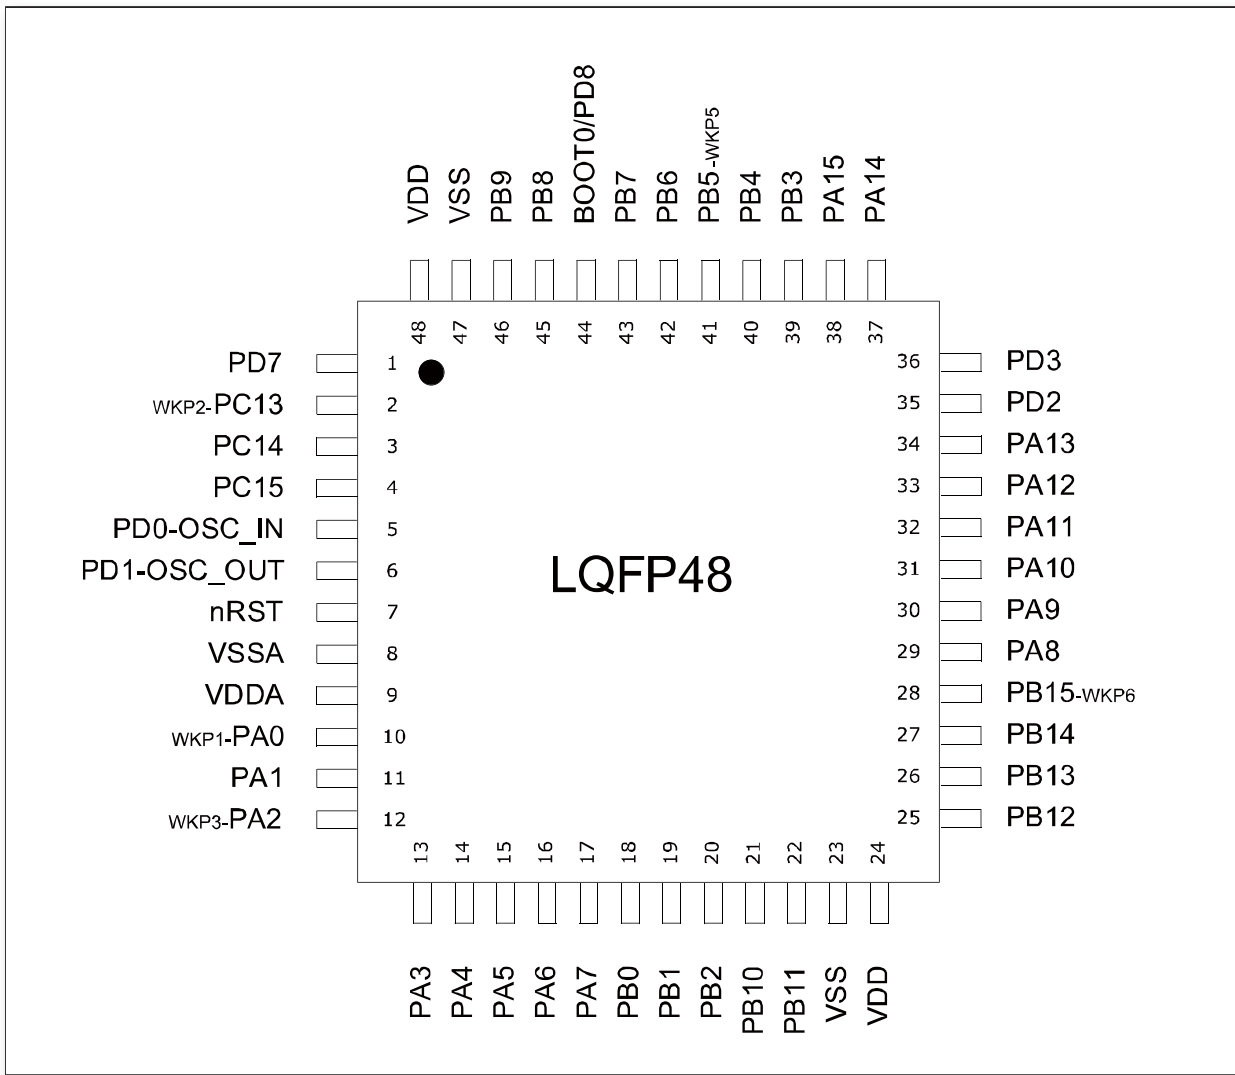 VDD
VSS
PB9
PB8
BOOT0/PD8
PB7
PB6
PB5-WKP5
PB4
PB3
PA15
PA14
48
47
46
45
44
43
42
41
40
39
38
37
PD7 1
WKP2-PC13 2
PC14 3
PC15 4
PD0-OSC_IN 5
PD1-OSC_OUT 6
nRST 7
VSSA 8
VDDA 9
WKP1-PA0 10
PA1 11
WKP3-PA2 12
LQFP48
36 PD3
35 PD2
34 PA13
33 PA12
32 PA11
31 PA10
30 PA9
29 PA8
28 PB15-WKP6
27 PB14
26 PB13
25 PB12
13
14
15
16
17
18
19
20
21
22
23
24
PA3
PA4
PA5
PA6
PA7
PB0
PB1
PB2
PB10
PB11
VSS
VDD